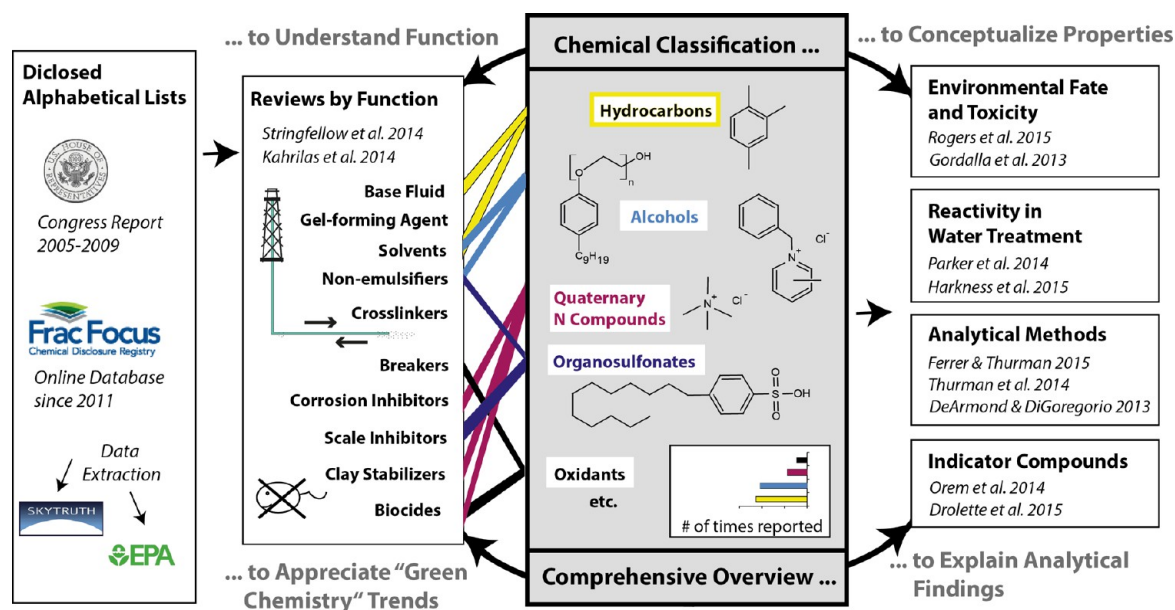 ... to Understand Function
Chemical Classification ...
... to Conceptualize Properties
Diclosed
Alphabetical Lists
U.S. HOUSE OF
REPRESENTATIVES
Congress Report
2005-2009
Frac Focus
Chemical Disclosure Registry
Online Database
since 2011
Data
Extraction
SKYTRUTH
EPA
Reviews by Function
Stringfellow et al. 2014
Kahrilas et al. 2014
Base Fluid
Gel-forming Agent
Solvents
Non-emulsifiers
Crosslinkers
Breakers
Corrosion Inhibitors
Scale Inhibitors
Clay Stabilizers
Biocides
... to Appreciate “Green
Chemistry“ Trends
Hydrocarbons
OH
n
O
C9H19
Alcohols
N+
Cl-
Quaternary
N Compounds
N+
Cl-
Organosulfonates
O
S
OH
O
Oxidants
etc.
# of times reported
Comprehensive Overview ...
Environmental Fate
and Toxicity
Rogers et al. 2015
Gordalla et al. 2013
Reactivity in
Water Treatment
Parker et al. 2014
Harkness et al. 2015
Analytical Methods
Ferrer & Thurman 2015
Thurman et al. 2014
DeArmond & DiGoregorio 2013
Indicator Compounds
Orem et al. 2014
Drolette et al. 2015
... to Explain Analytical
Findings